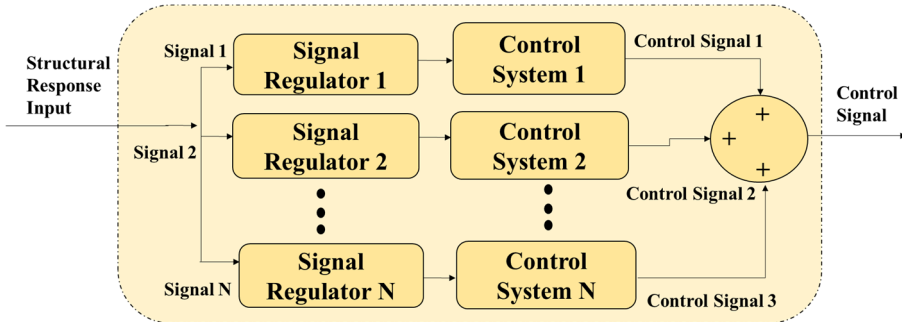 Structural
Response
Input
Signal 1
Signal
Regulator 1
Control
System 1
Control Signal 1
Signal 2
Signal
Regulator 2
Control
System 2
Control Signal 2
+
+
+
Control
Signal
Signal N
Signal
Regulator N
Control
System N
Control Signal 3